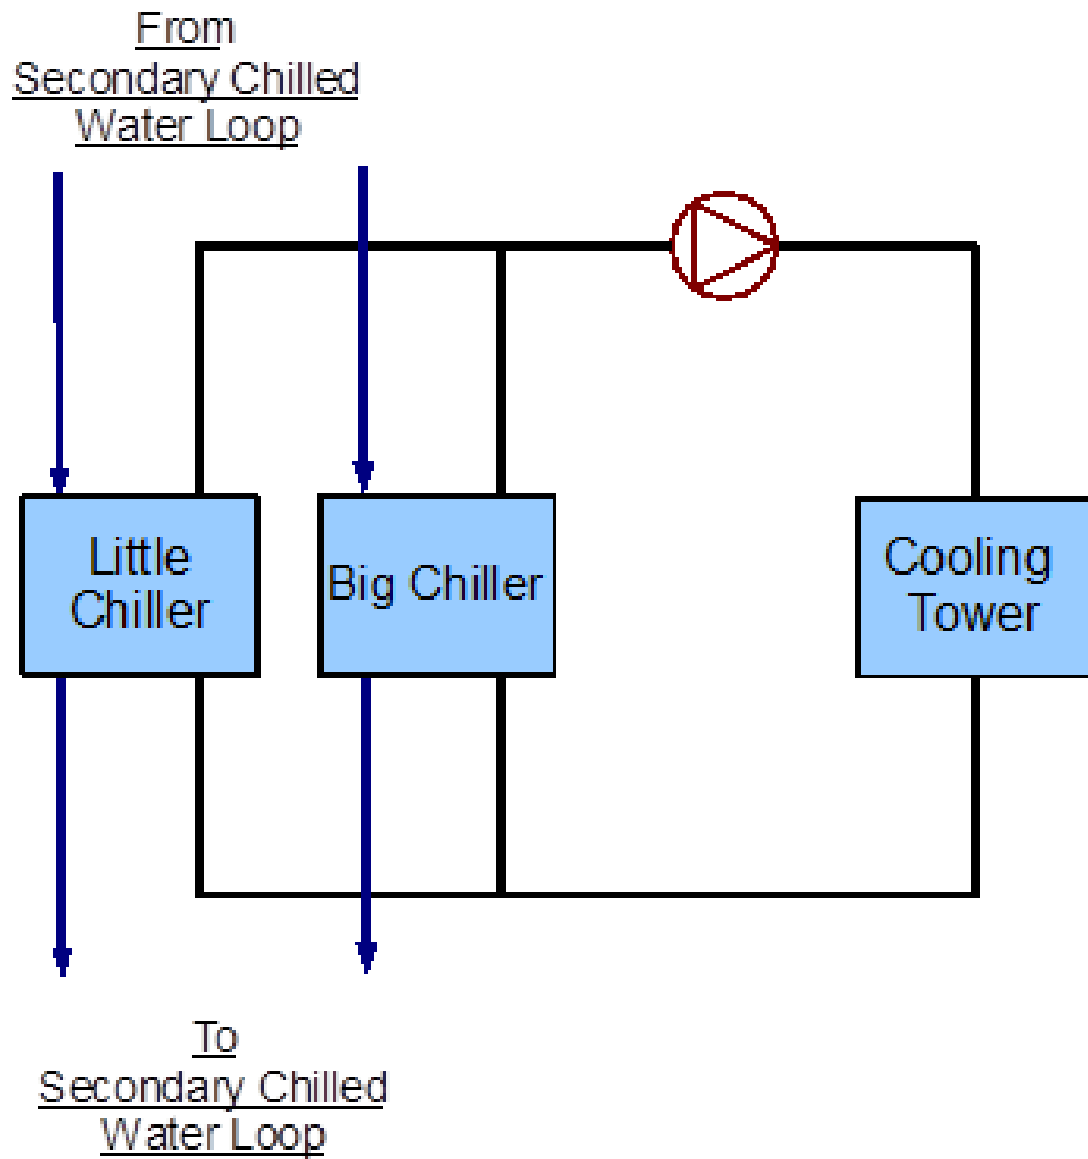 From
Secondary Chilled
Water Loop
Little
Chiller
Big Chiller
Cooling
Tower
To
Secondary Chilled
Water Loop